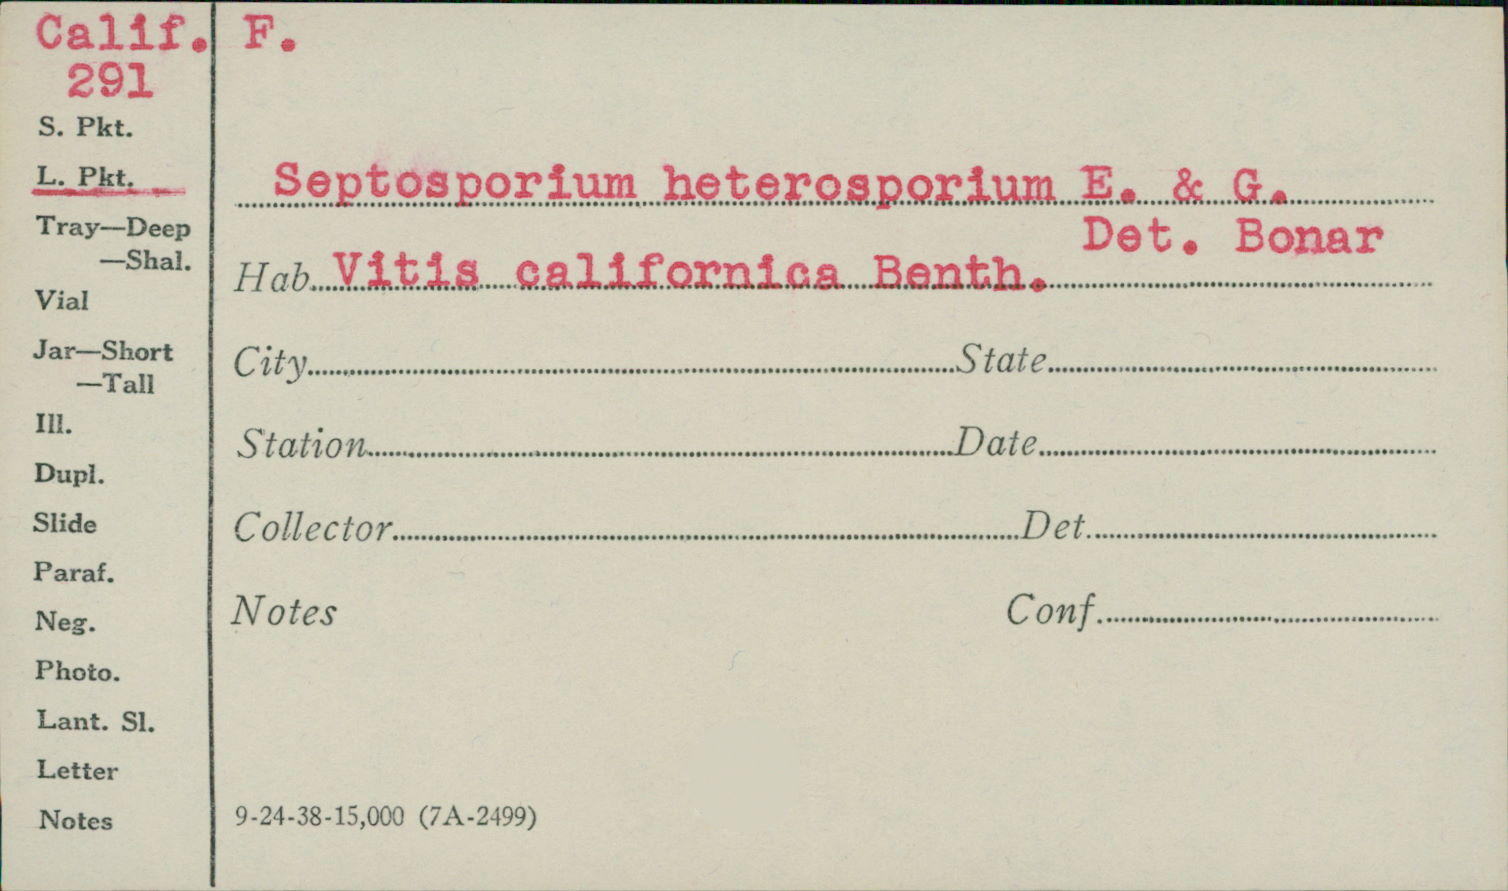 Calif. F.
291
S. Pkt.
L. Pkt.
Septosporium heterosporium E. & G.
Det. Bonar
Tray—Deep
—Shal.
Hab. Vitis californica Benth.
Vial
Jar—Short
—Tall
City State
Ill.
Station Date
Dupl.
Slide
Collector Det.
Paraf.
Neg.
Notes Conf.
Photo.
Lant. Sl.
Letter
Notes
9-24-38-15,000 (7A-2499)